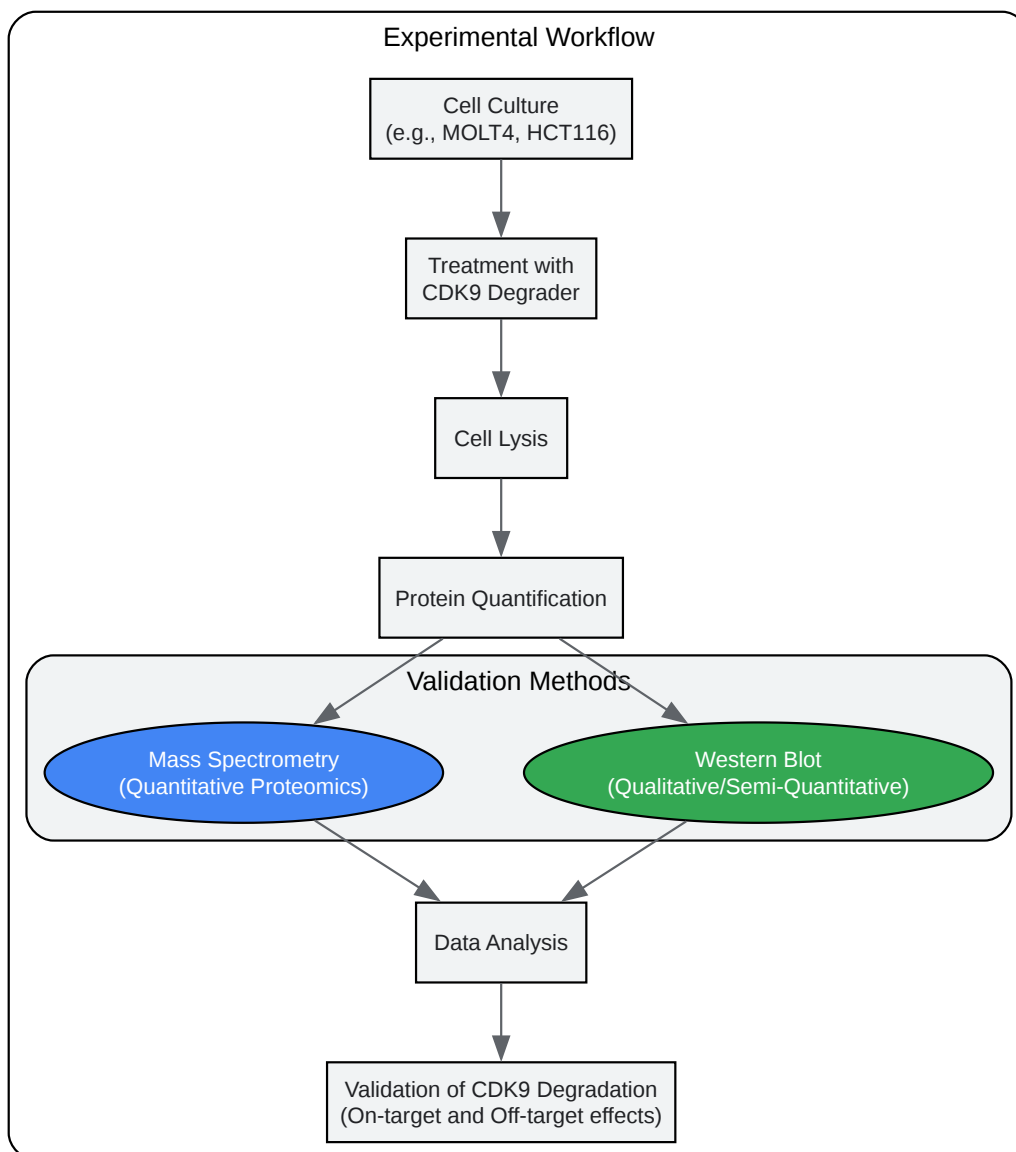 Experimental Workflow
Cell Culture
(e.g., MOLT4, HCT116)
Treatment with
CDK9 Degrader
Cell Lysis
Protein Quantification
Validation Methods
Mass Spectrometry
(Quantitative Proteomics)
Western Blot
(Qualitative/Semi-Quantitative)
Data Analysis
Validation of CDK9 Degradation
(On-target and Off-target effects)